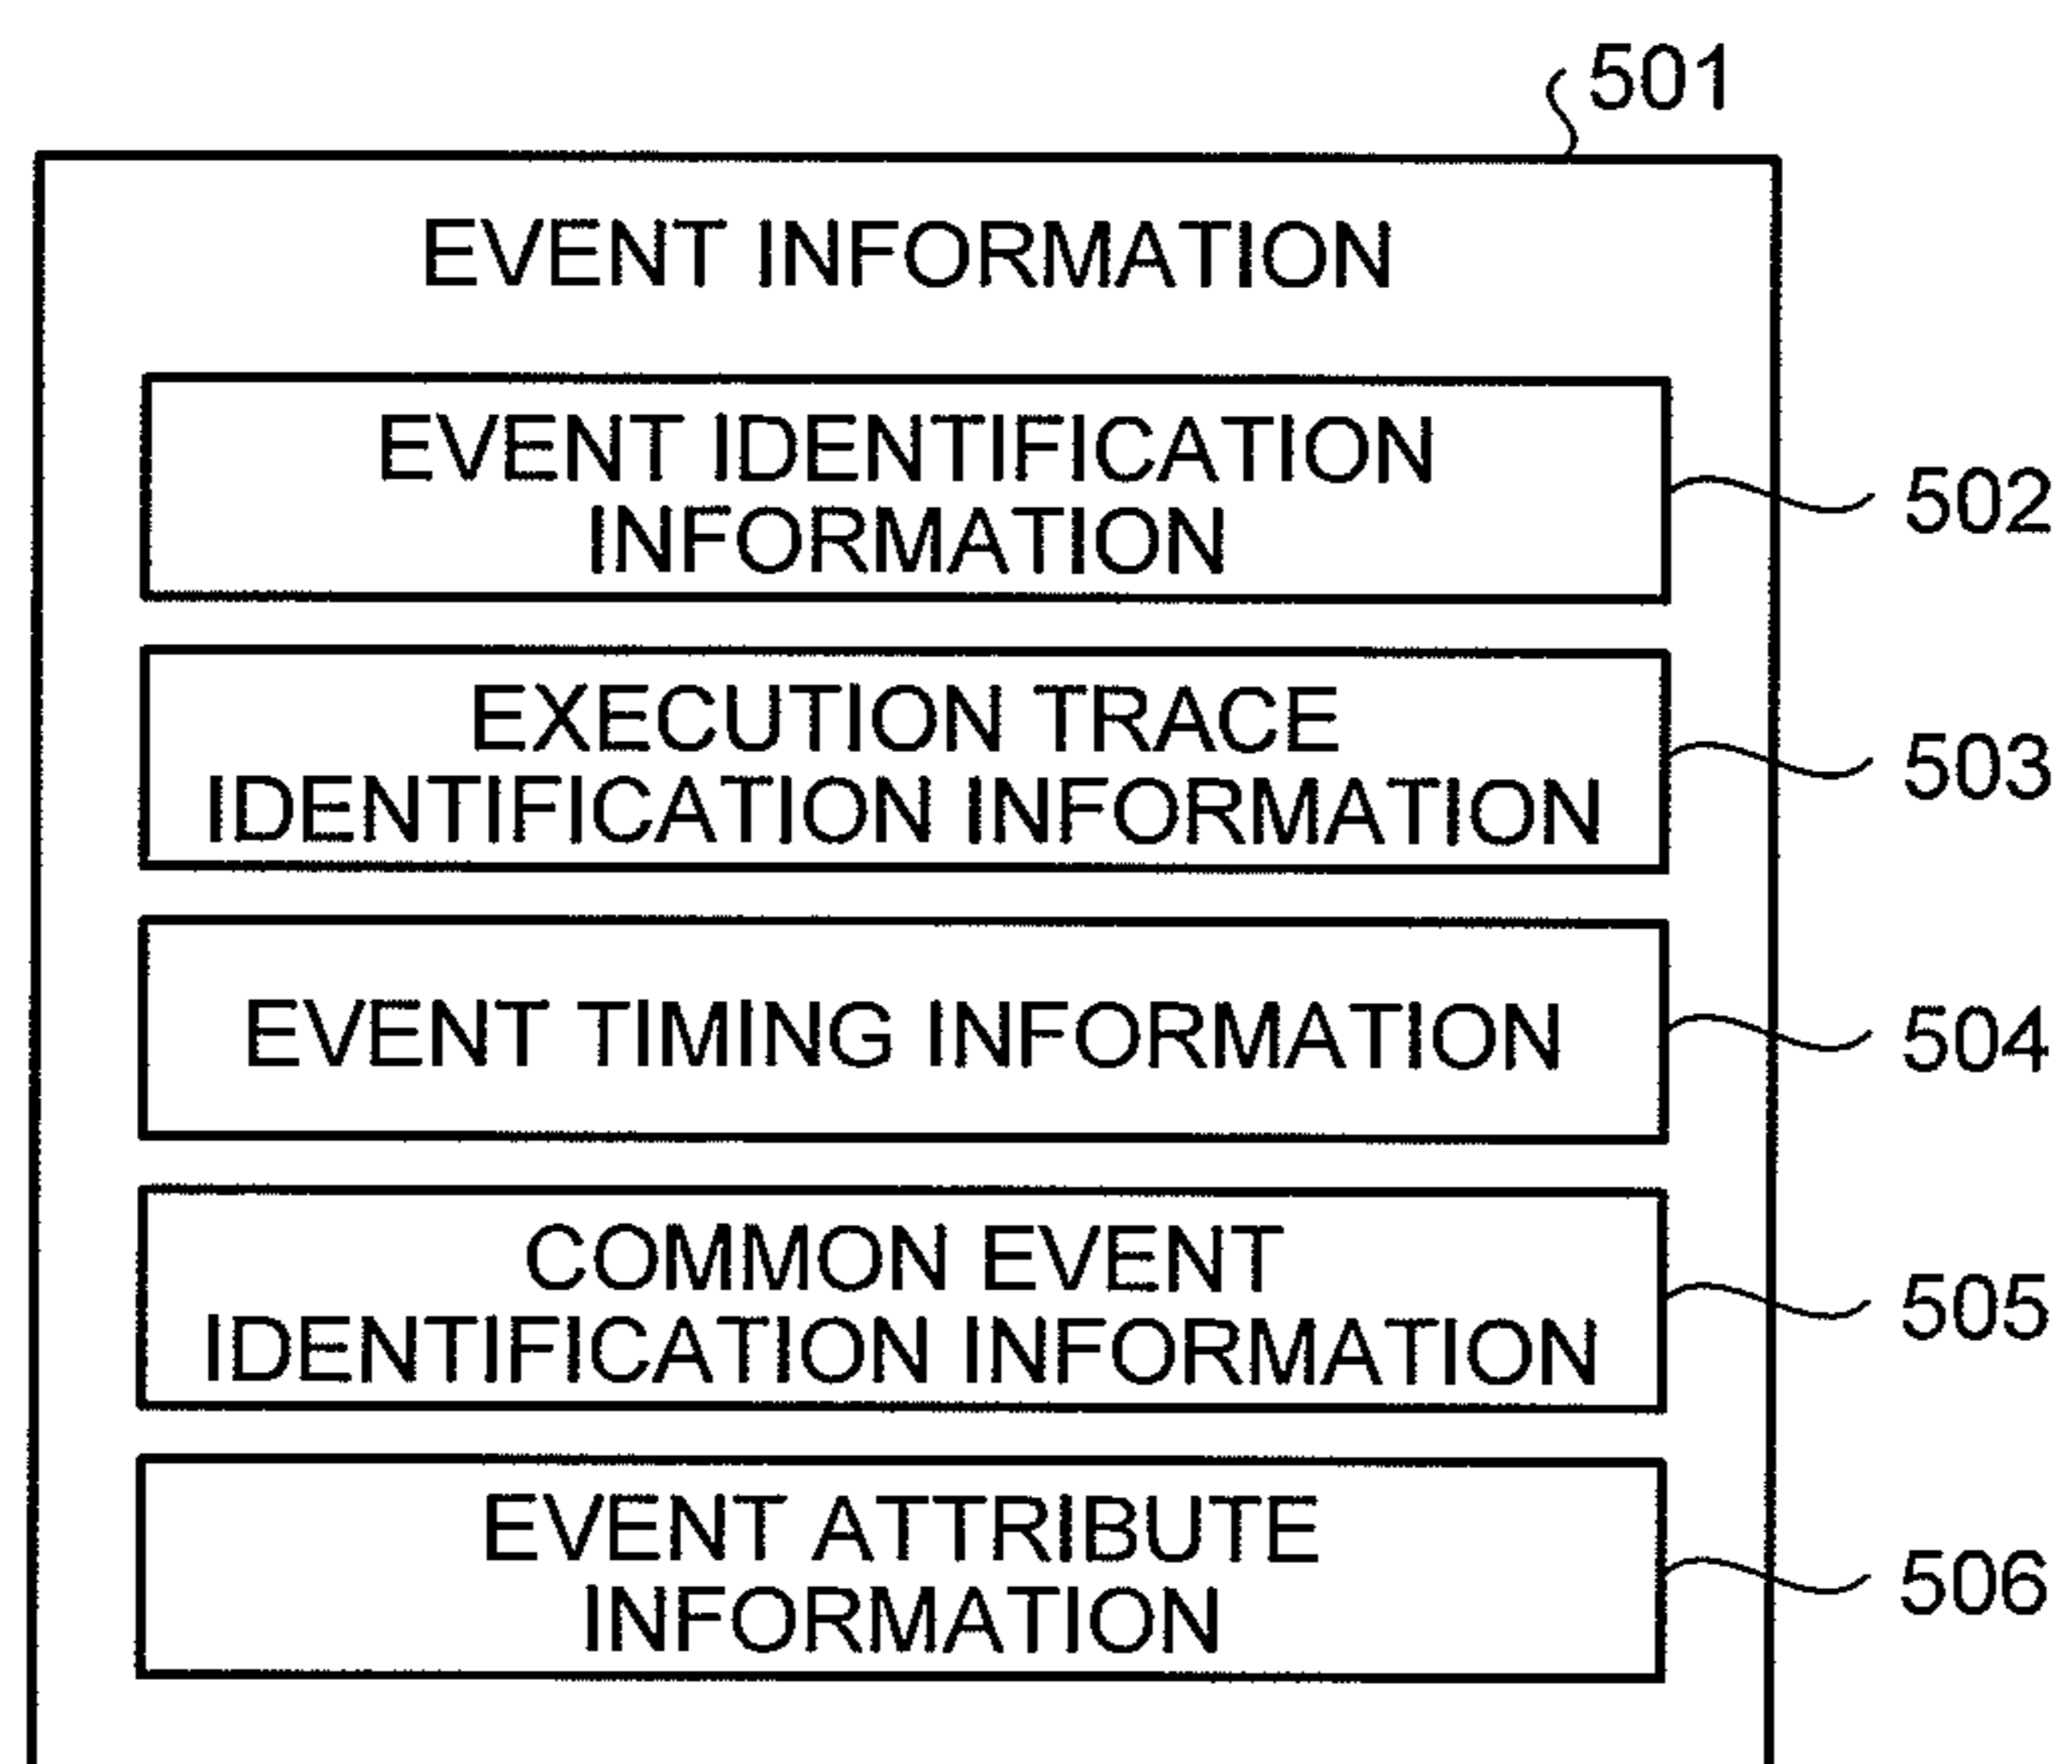 501
EVENT INFORMATION
EVENT IDENTIFICATION
INFORMATION
502
EXECUTION TRACE
IDENTIFICATION INFORMATION
503
EVENT TIMING INFORMATION
504
COMMON EVENT
IDENTIFICATION INFORMATION
505
EVENT ATTRIBUTE
INFORMATION
506